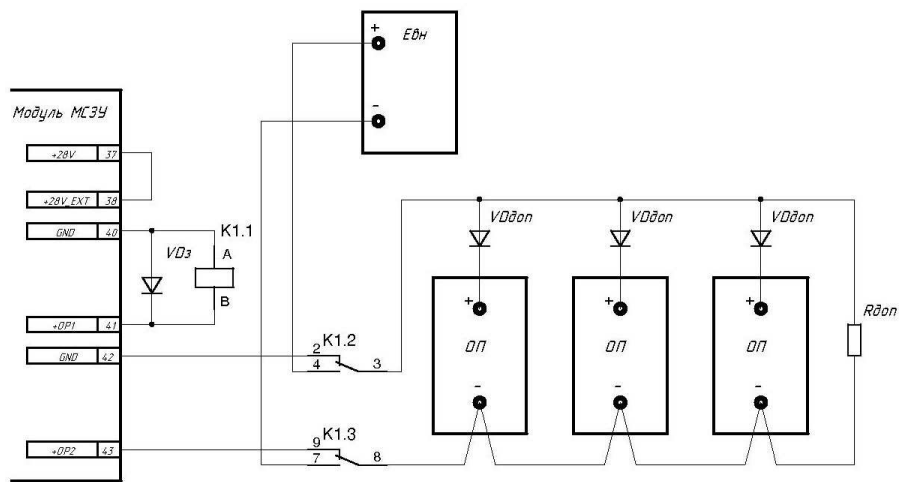 +
Eвн
-
Модуль МСЗУ
+28V 37
+28V_EXT 38
GND 40
K1.1
A
VDз
B
+OP1 41
GND 42
+OP2 43
2 K1.2
4 3
9 K1.3
7 8
VDдоп VDдоп VDдоп
+ + +
ОП ОП ОП
Rдоп
- - -